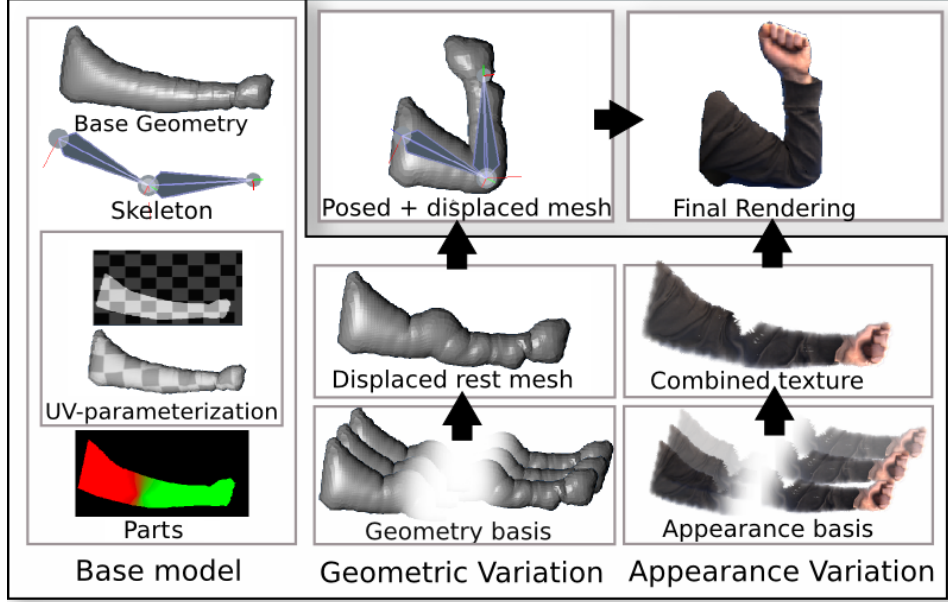 Base Geometry
Skeleton
UV-parameterization
Parts
Base model
Posed + displaced mesh
Displaced rest mesh
Geometry basis
Geometric Variation
Final Rendering
Combined texture
Appearance basis
Appearance Variation